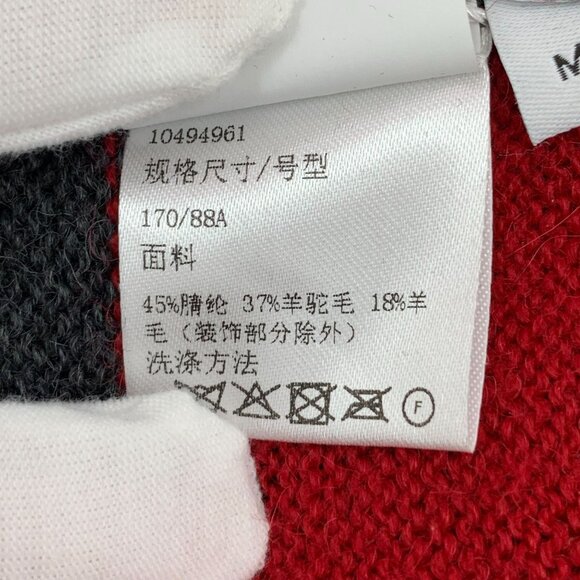 10494961
规格尺寸/号型
170/88A
面料
45%腈纶 37%羊驼毛 18%羊
毛（装饰部分除外）
洗涤方法
F
M